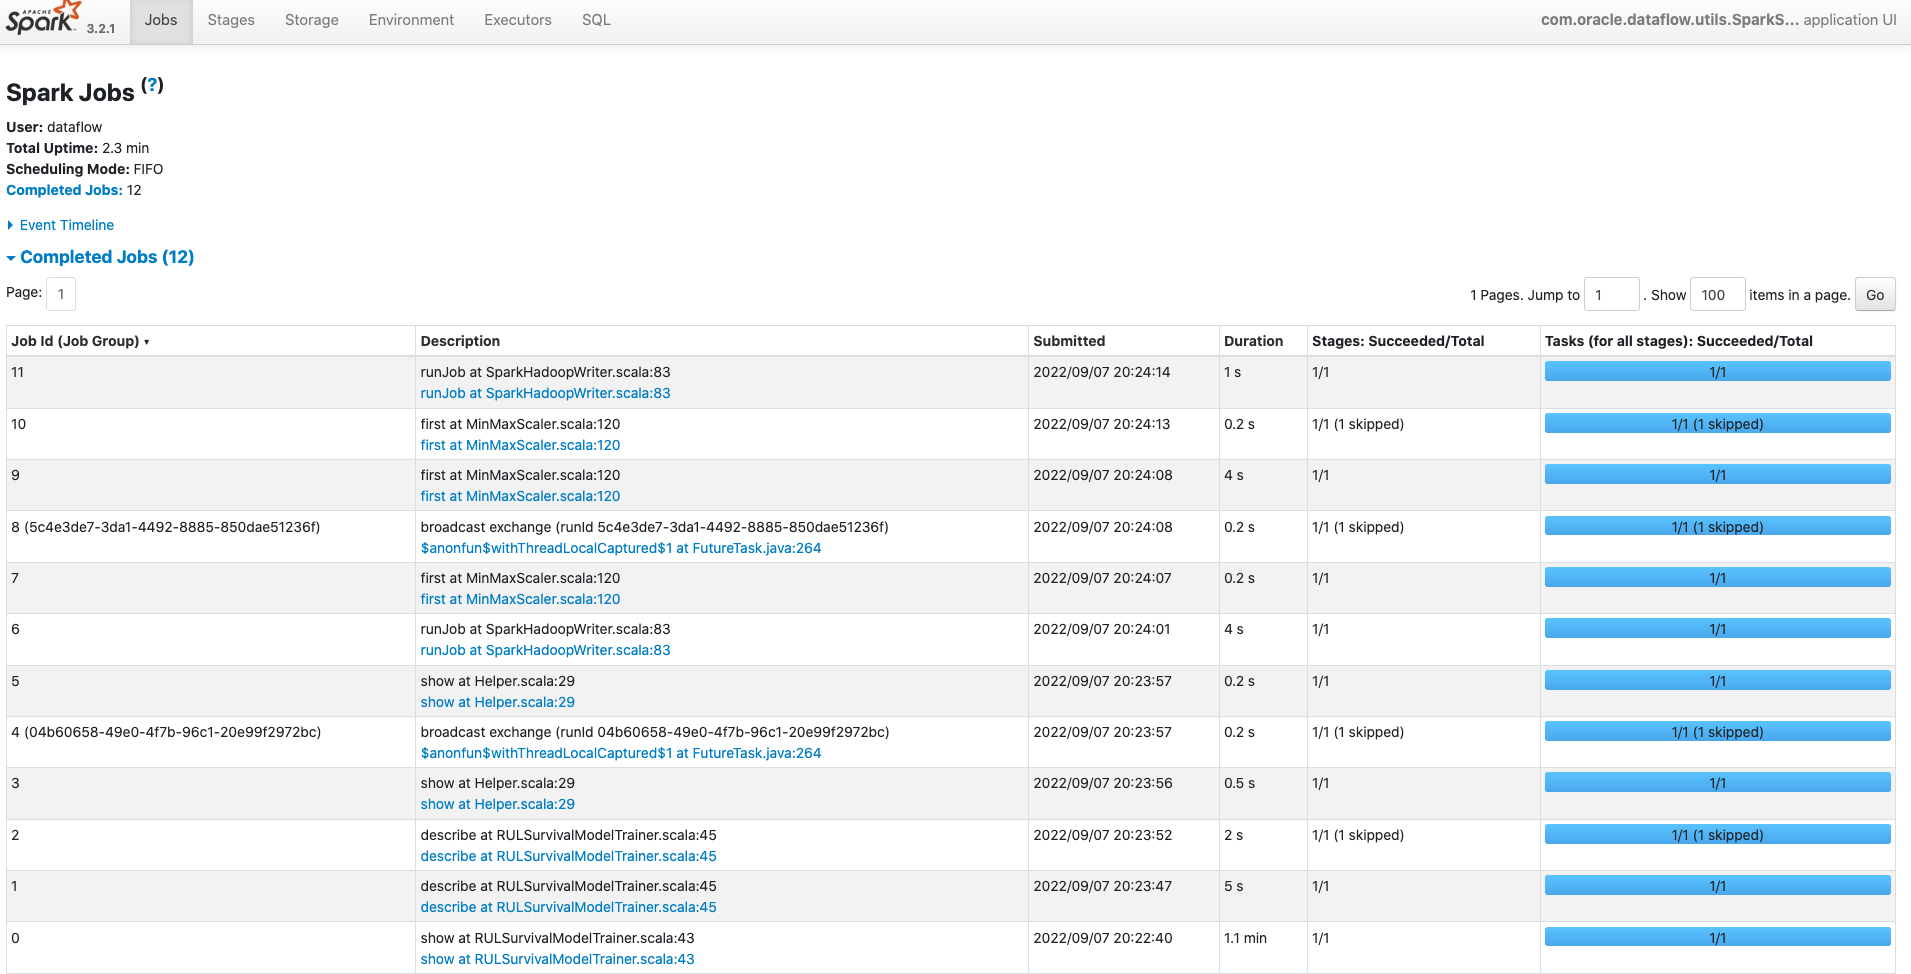 APACHE
Spark 3.2.1 Jobs Stages Storage Environment Executors SQL com.oracle.dataflow.utils.SparkS... application UI
Spark Jobs (?)
User: dataflow
Total Uptime: 2.3 min
Scheduling Mode: FIFO
Completed Jobs: 12
Event Timeline
Completed Jobs (12)
Page: 1 1 Pages. Jump to 1 . Show 100 items in a page. Go
Job Id (Job Group) ▾ Description Submitted Duration Stages: Succeeded/Total Tasks (for all stages): Succeeded/Total
11 runJob at SparkHadoopWriter.scala:83 2022/09/07 20:24:14 1 s 1/1 1/1
runJob at SparkHadoopWriter.scala:83
10 first at MinMaxScaler.scala:120 2022/09/07 20:24:13 0.2 s 1/1 (1 skipped) 1/1 (1 skipped)
first at MinMaxScaler.scala:120
9 first at MinMaxScaler.scala:120 2022/09/07 20:24:08 4 s 1/1 1/1
first at MinMaxScaler.scala:120
8 (5c4e3de7-3da1-4492-8885-850dae51236f) broadcast exchange (runId 5c4e3de7-3da1-4492-8885-850dae51236f) 2022/09/07 20:24:08 0.2 s 1/1 (1 skipped) 1/1 (1 skipped)
$anonfun$withThreadLocalCaptured$1 at FutureTask.java:264
7 first at MinMaxScaler.scala:120 2022/09/07 20:24:07 0.2 s 1/1 1/1
first at MinMaxScaler.scala:120
6 runJob at SparkHadoopWriter.scala:83 2022/09/07 20:24:01 4 s 1/1 1/1
runJob at SparkHadoopWriter.scala:83
5 show at Helper.scala:29 2022/09/07 20:23:57 0.2 s 1/1 1/1
show at Helper.scala:29
4 (04b60658-49e0-4f7b-96c1-20e99f2972bc) broadcast exchange (runId 04b60658-49e0-4f7b-96c1-20e99f2972bc) 2022/09/07 20:23:57 0.2 s 1/1 (1 skipped) 1/1 (1 skipped)
$anonfun$withThreadLocalCaptured$1 at FutureTask.java:264
3 show at Helper.scala:29 2022/09/07 20:23:56 0.5 s 1/1 1/1
show at Helper.scala:29
2 describe at RULSurvivalModelTrainer.scala:45 2022/09/07 20:23:52 2 s 1/1 (1 skipped) 1/1 (1 skipped)
describe at RULSurvivalModelTrainer.scala:45
1 describe at RULSurvivalModelTrainer.scala:45 2022/09/07 20:23:47 5 s 1/1 1/1
describe at RULSurvivalModelTrainer.scala:45
0 show at RULSurvivalModelTrainer.scala:43 2022/09/07 20:22:40 1.1 min 1/1 1/1
show at RULSurvivalModelTrainer.scala:43